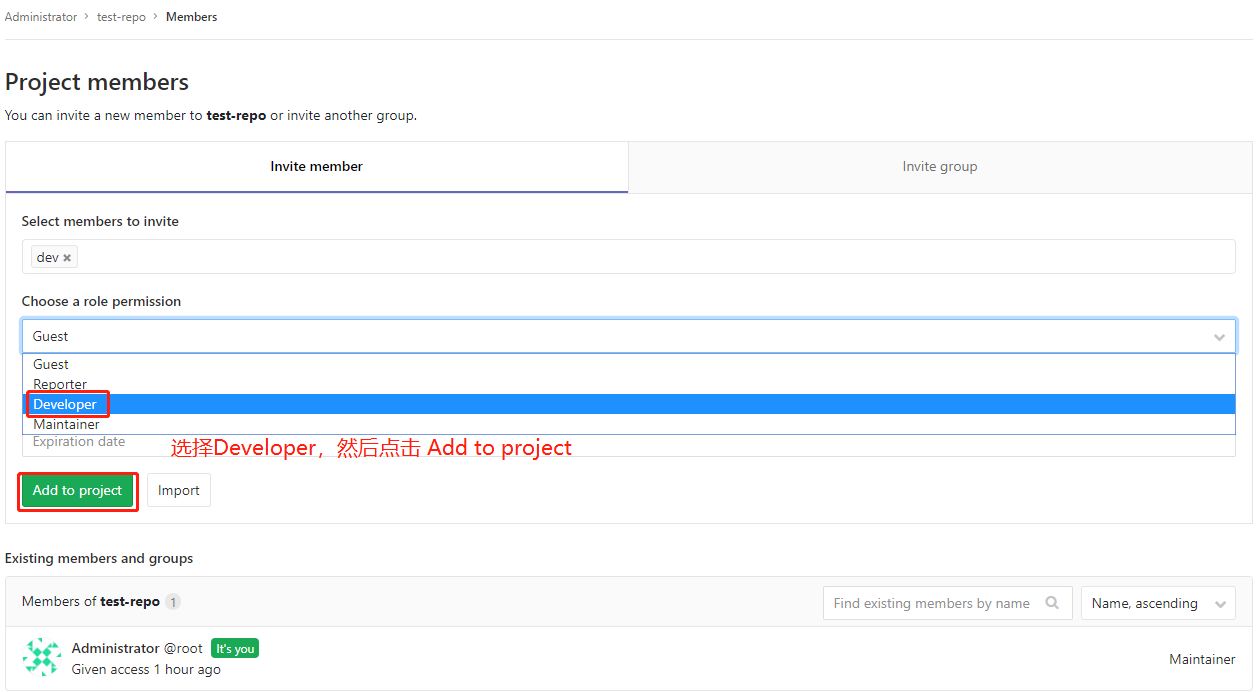 Administrator > test-repo > Members
Project members
You can invite a new member to test-repo or invite another group.
Invite member
Invite group
Select members to invite
dev ×
Choose a role permission
Guest
Guest
Reporter
Developer
Maintainer
Expiration date
选择Developer，然后点击 Add to project
Add to project
Import
Existing members and groups
Members of test-repo 1
Find existing members by name
Name, ascending
Administrator @root It's you
Given access 1 hour ago
Maintainer